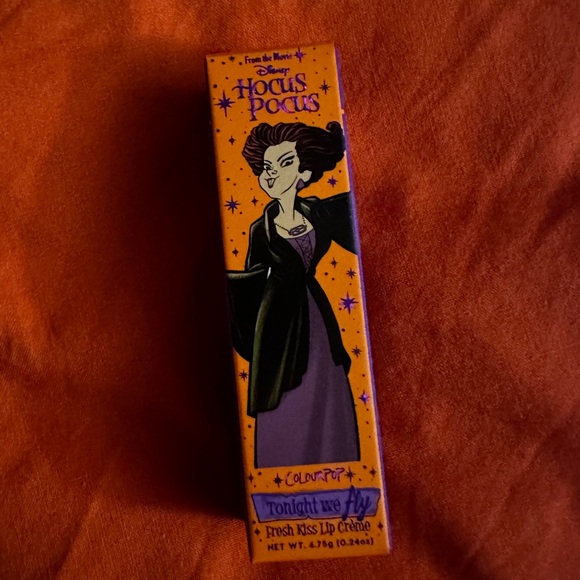 From the Movie
Disney
Hocus
Pocus
COLOURPOP
Tonight we fly
Fresh Kiss Lip Crème
NET WT. 6.75g (0.24oz)